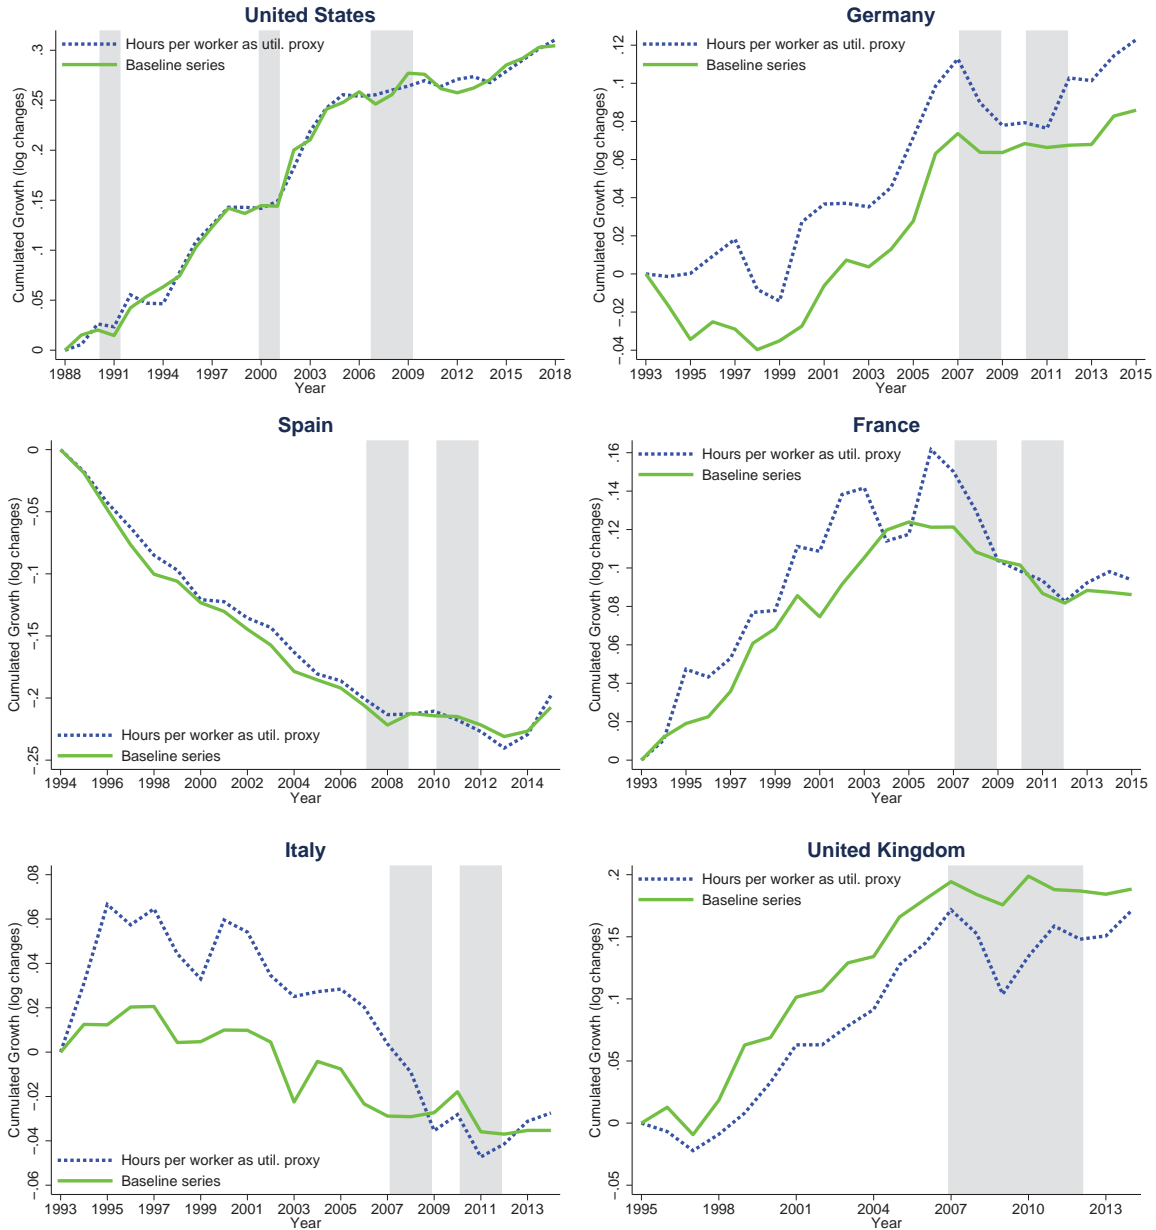 United States
Hours per worker as util. proxy
Baseline series
Cumulated Growth (log changes)
0 .05 .1 .15 .2 .25 .3
1988 1991 1994 1997 2000 2003 2006 2009 2012 2015 2018
Year
Germany
Hours per worker as util. proxy
Baseline series
Cumulated Growth (log changes)
-.04 -.02 0 .02 .04 .06 .08 .1 .12
1993 1995 1997 1999 2001 2003 2005 2007 2009 2011 2013 2015
Year
Spain
Hours per worker as util. proxy
Baseline series
Cumulated Growth (log changes)
-.25 -.2 -.15 -.1 -.05 0
1994 1996 1998 2000 2002 2004 2006 2008 2010 2012 2014
Year
France
Hours per worker as util. proxy
Baseline series
Cumulated Growth (log changes)
0 .02 .04 .06 .08 .1 .12 .14 .16
1993 1995 1997 1999 2001 2003 2005 2007 2009 2011 2013 2015
Year
Italy
Hours per worker as util. proxy
Baseline series
Cumulated Growth (log changes)
-.06 -.04 -.02 0 .02 .04 .06 .08
1993 1995 1997 1999 2001 2003 2005 2007 2009 2011 2013
Year
United Kingdom
Hours per worker as util. proxy
Baseline series
Cumulated Growth (log changes)
-.05 0 .05 .1 .15 .2
1995 1998 2001 2004 2007 2010 2013
Year